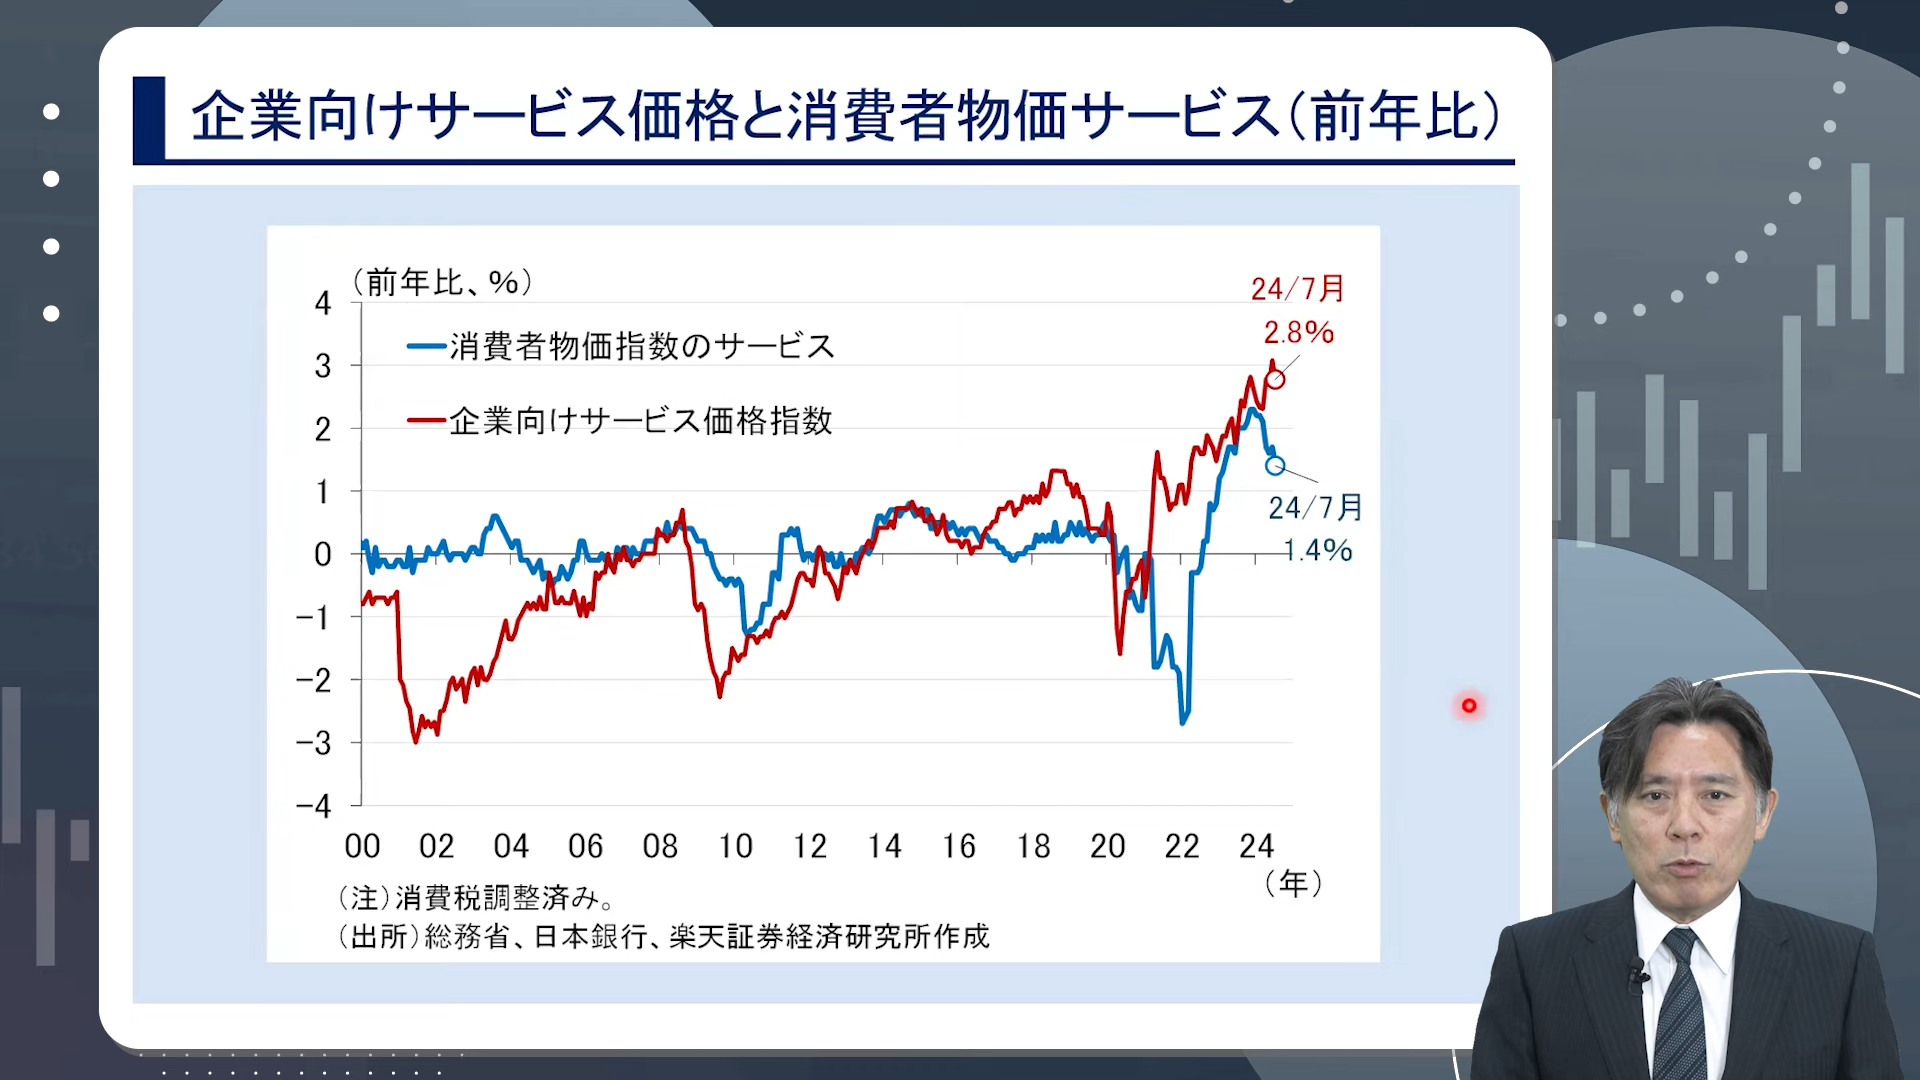 企業向けサービス価格と消費者物価サービス（前年比）
（前年比、%）
24/7月
2.8%
4
3
2
1
0
−1
−2
−3
−4
消費者物価指数のサービス
企業向けサービス価格指数
24/7月
1.4%
00 02 04 06 08 10 12 14 16 18 20 22 24
（年）
（注）消費税調整済み。
（出所）総務省、日本銀行、楽天証券経済研究所作成